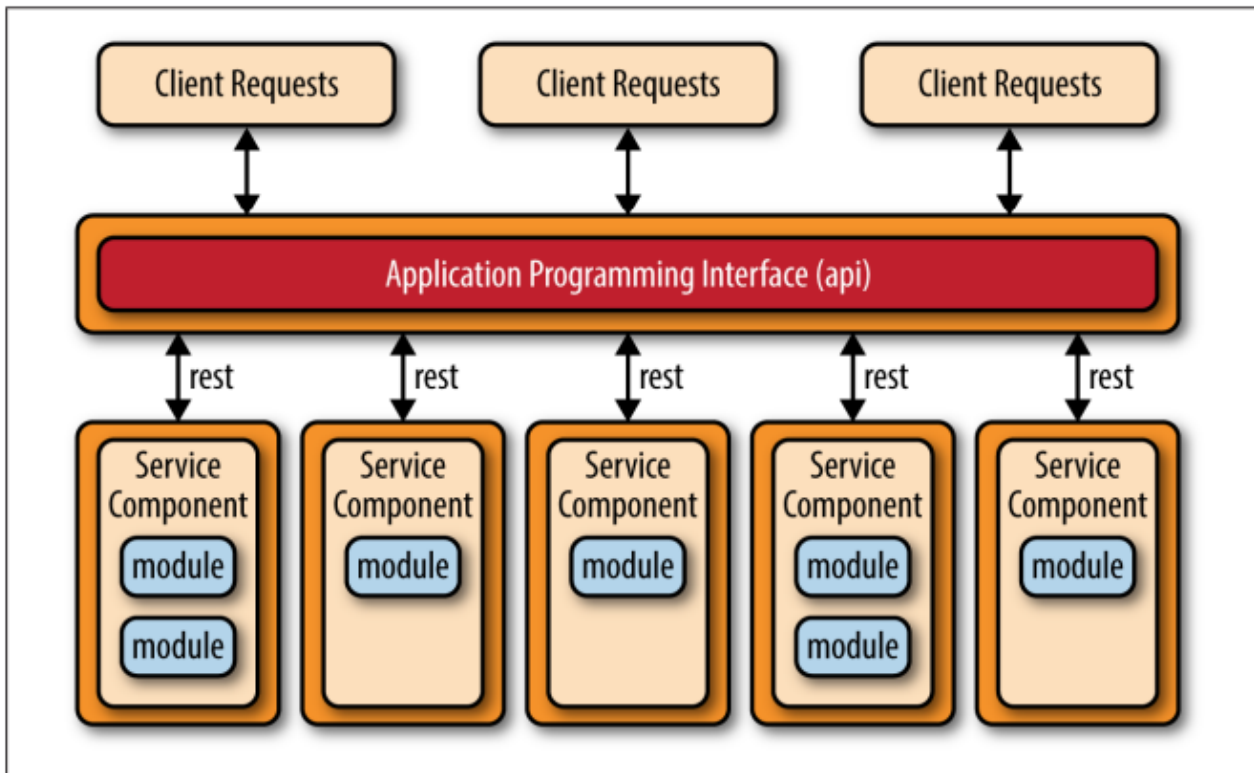 Client Requests
Client Requests
Client Requests
Application Programming Interface (api)
rest
rest
rest
rest
rest
Service
Component
module
module
Service
Component
module
Service
Component
module
Service
Component
module
module
Service
Component
module